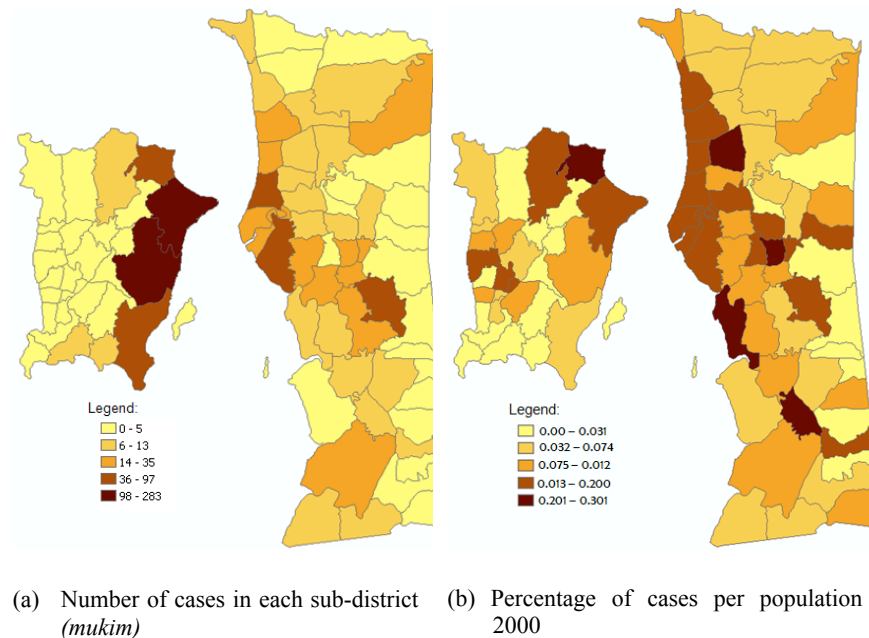 Legend:
0 - 5
6 - 13
14 - 35
36 - 97
98 - 283
Legend:
0.00 – 0.031
0.032 – 0.074
0.075 – 0.012
0.013 – 0.200
0.201 – 0.301
(a) Number of cases in each sub-district
(mukim)
(b) Percentage of cases per population
2000